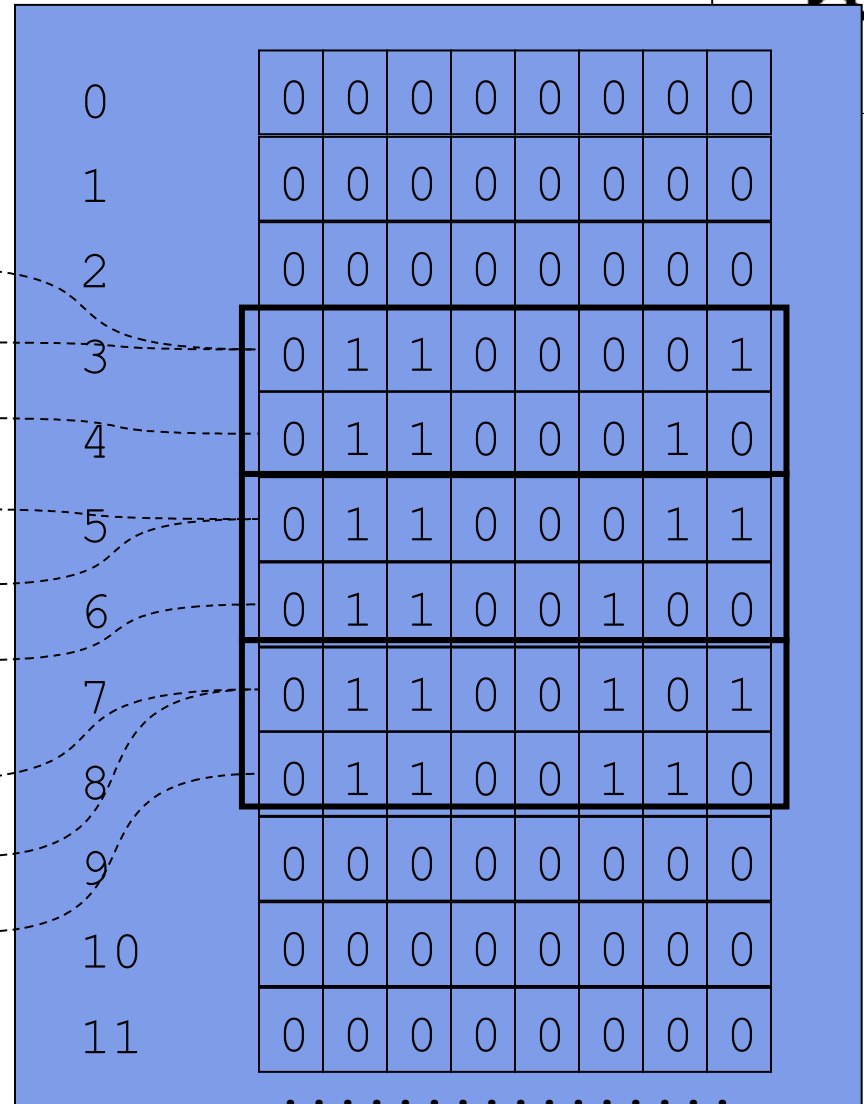 0 0 0 0 0 0 0 0 0
1 0 0 0 0 0 0 0 0
2 0 0 0 0 0 0 0 0
3 0 1 1 0 0 0 0 1
4 0 1 1 0 0 0 1 0
5 0 1 1 0 0 0 1 1
6 0 1 1 0 0 1 0 0
7 0 1 1 0 0 1 0 1
8 0 1 1 0 0 1 1 0
9 0 0 0 0 0 0 0 0
10 0 0 0 0 0 0 0 0
11 0 0 0 0 0 0 0 0